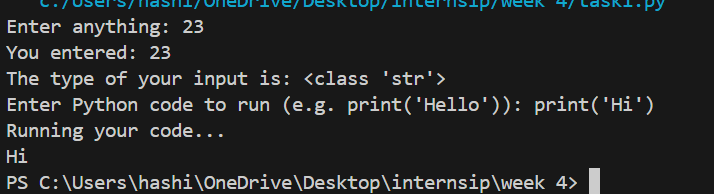 c:/Users/hashi/OneDrive/Desktop/internsip/week 4/task1.py
Enter anything: 23
You entered: 23
The type of your input is: <class 'str'>
Enter Python code to run (e.g. print('Hello')): print('Hi')
Running your code...
Hi
PS C:\Users\hashi\OneDrive\Desktop\internsip\week 4>